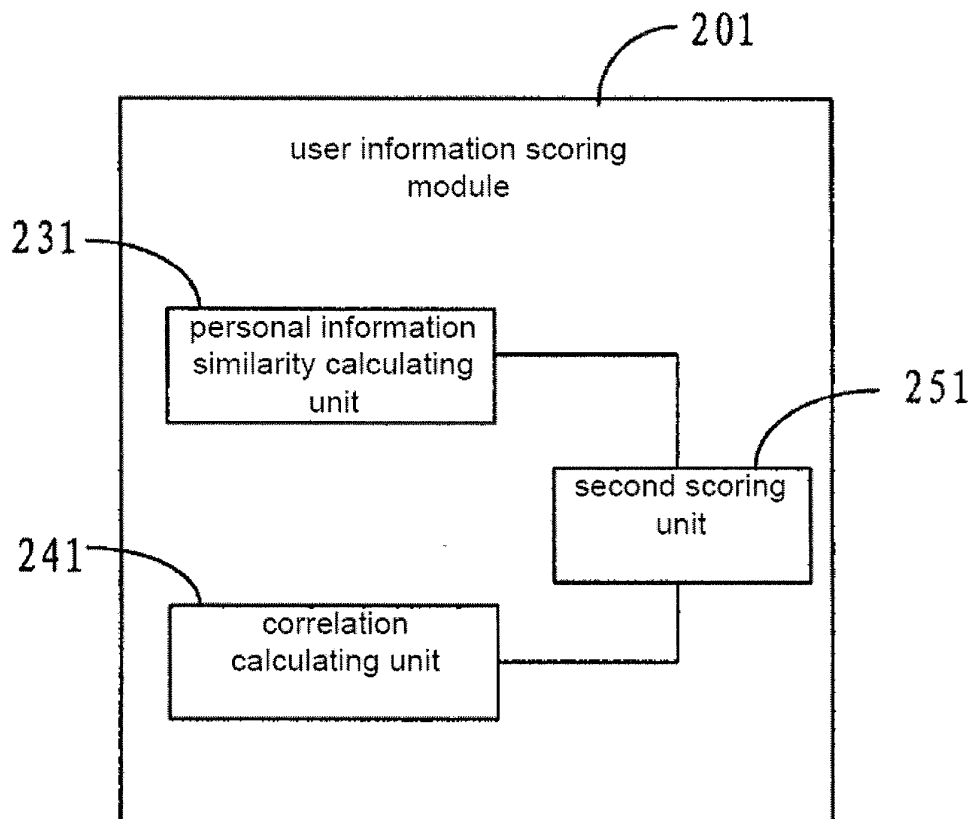 201
user information scoring
module
231
personal information
similarity calculating
unit
251
second scoring
unit
241
correlation
calculating unit